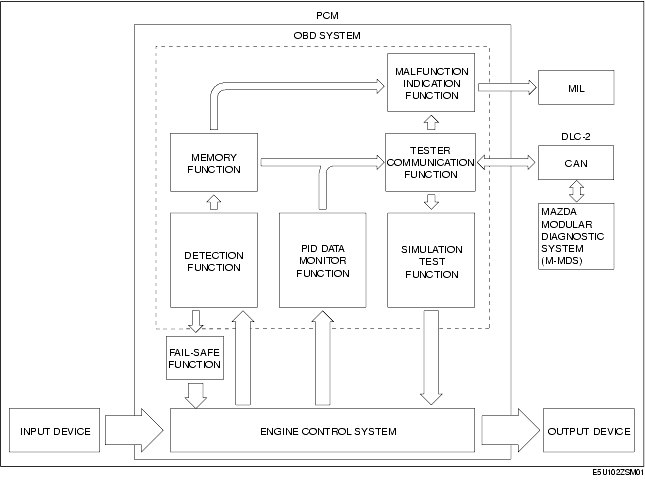 PCM
OBD SYSTEM
MALFUNCTION
INDICATION
FUNCTION
MIL
DLC-2
MEMORY
FUNCTION
TESTER
COMMUNICATION
FUNCTION
CAN
MAZDA
MODULAR
DIAGNOSTIC
SYSTEM
(M-MDS)
DETECTION
FUNCTION
PID DATA
MONITOR
FUNCTION
SIMULATION
TEST
FUNCTION
FAIL-SAFE
FUNCTION
INPUT DEVICE
ENGINE CONTROL SYSTEM
OUTPUT DEVICE
E5U102ZSM01